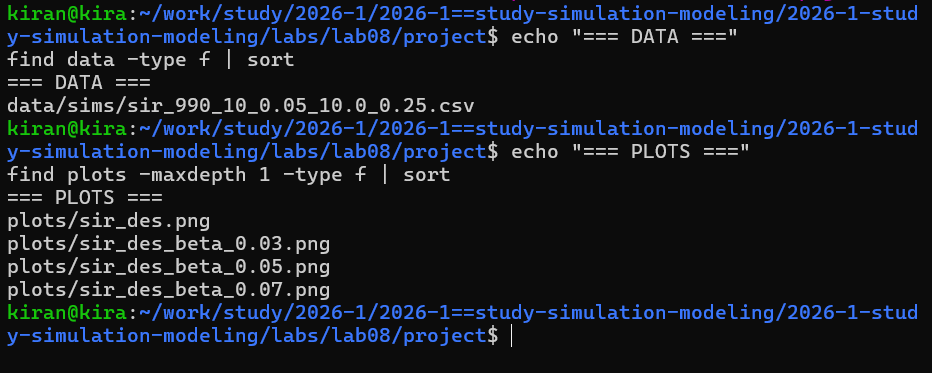 kiran@kira:~/work/study/2026-1/2026-1==study-simulation-modeling/2026-1-stud
y-simulation-modeling/labs/lab08/project$ echo "=== DATA ==="
find data -type f | sort
=== DATA ===
data/sims/sir_990_10_0.05_10.0_0.25.csv
kiran@kira:~/work/study/2026-1/2026-1==study-simulation-modeling/2026-1-stud
y-simulation-modeling/labs/lab08/project$ echo "=== PLOTS ==="
find plots -maxdepth 1 -type f | sort
=== PLOTS ===
plots/sir_des.png
plots/sir_des_beta_0.03.png
plots/sir_des_beta_0.05.png
plots/sir_des_beta_0.07.png
kiran@kira:~/work/study/2026-1/2026-1==study-simulation-modeling/2026-1-stud
y-simulation-modeling/labs/lab08/project$